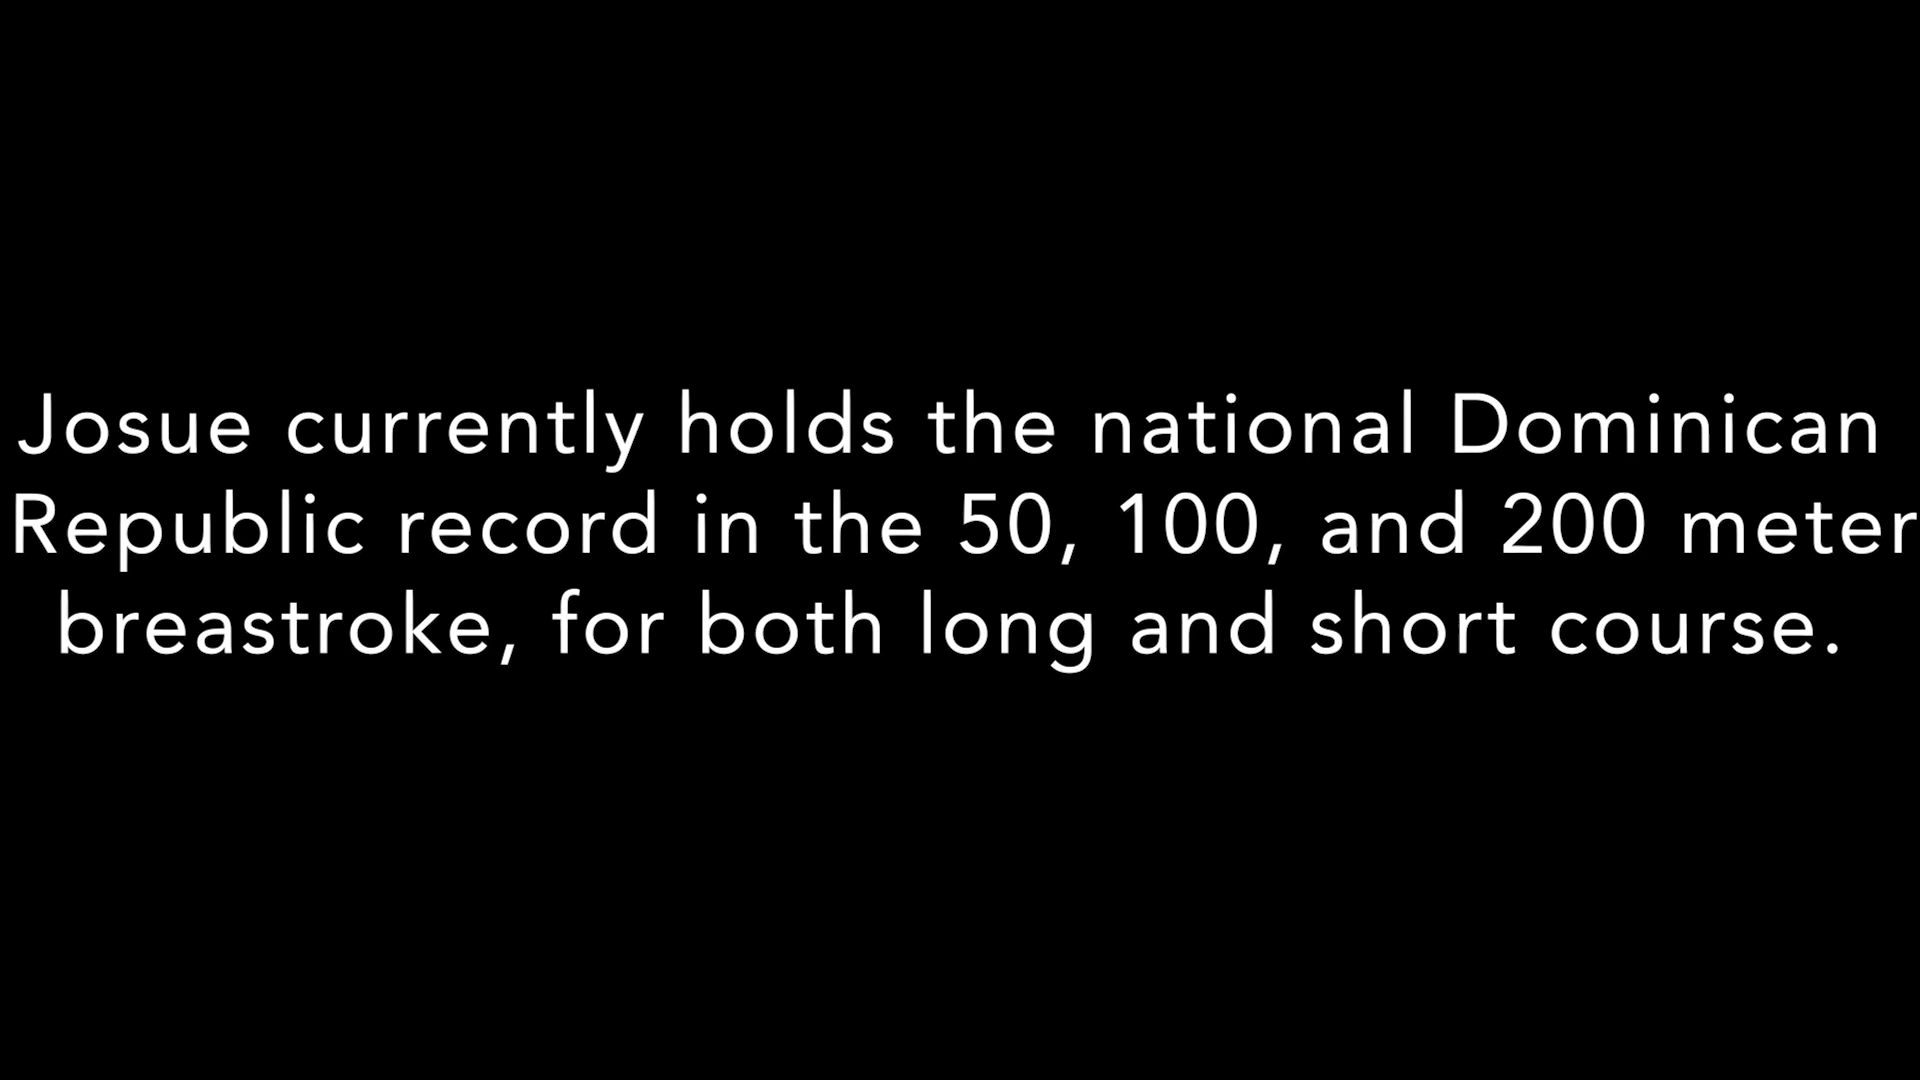 Josue currently holds the national Dominican
Republic record in the 50, 100, and 200 meter
breastroke, for both long and short course.